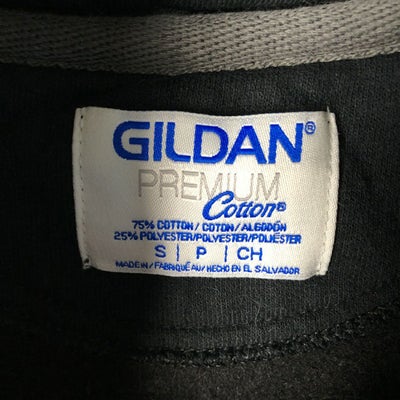 GILDAN®
PREMIUM
Cotton®
75% COTTON/COTON/ALGODÓN
25% POLYESTER/POLYESTER/POLIÉSTER
S | P | CH
MADE IN/FABRIQUÉ AU/HECHO EN EL SALVADOR